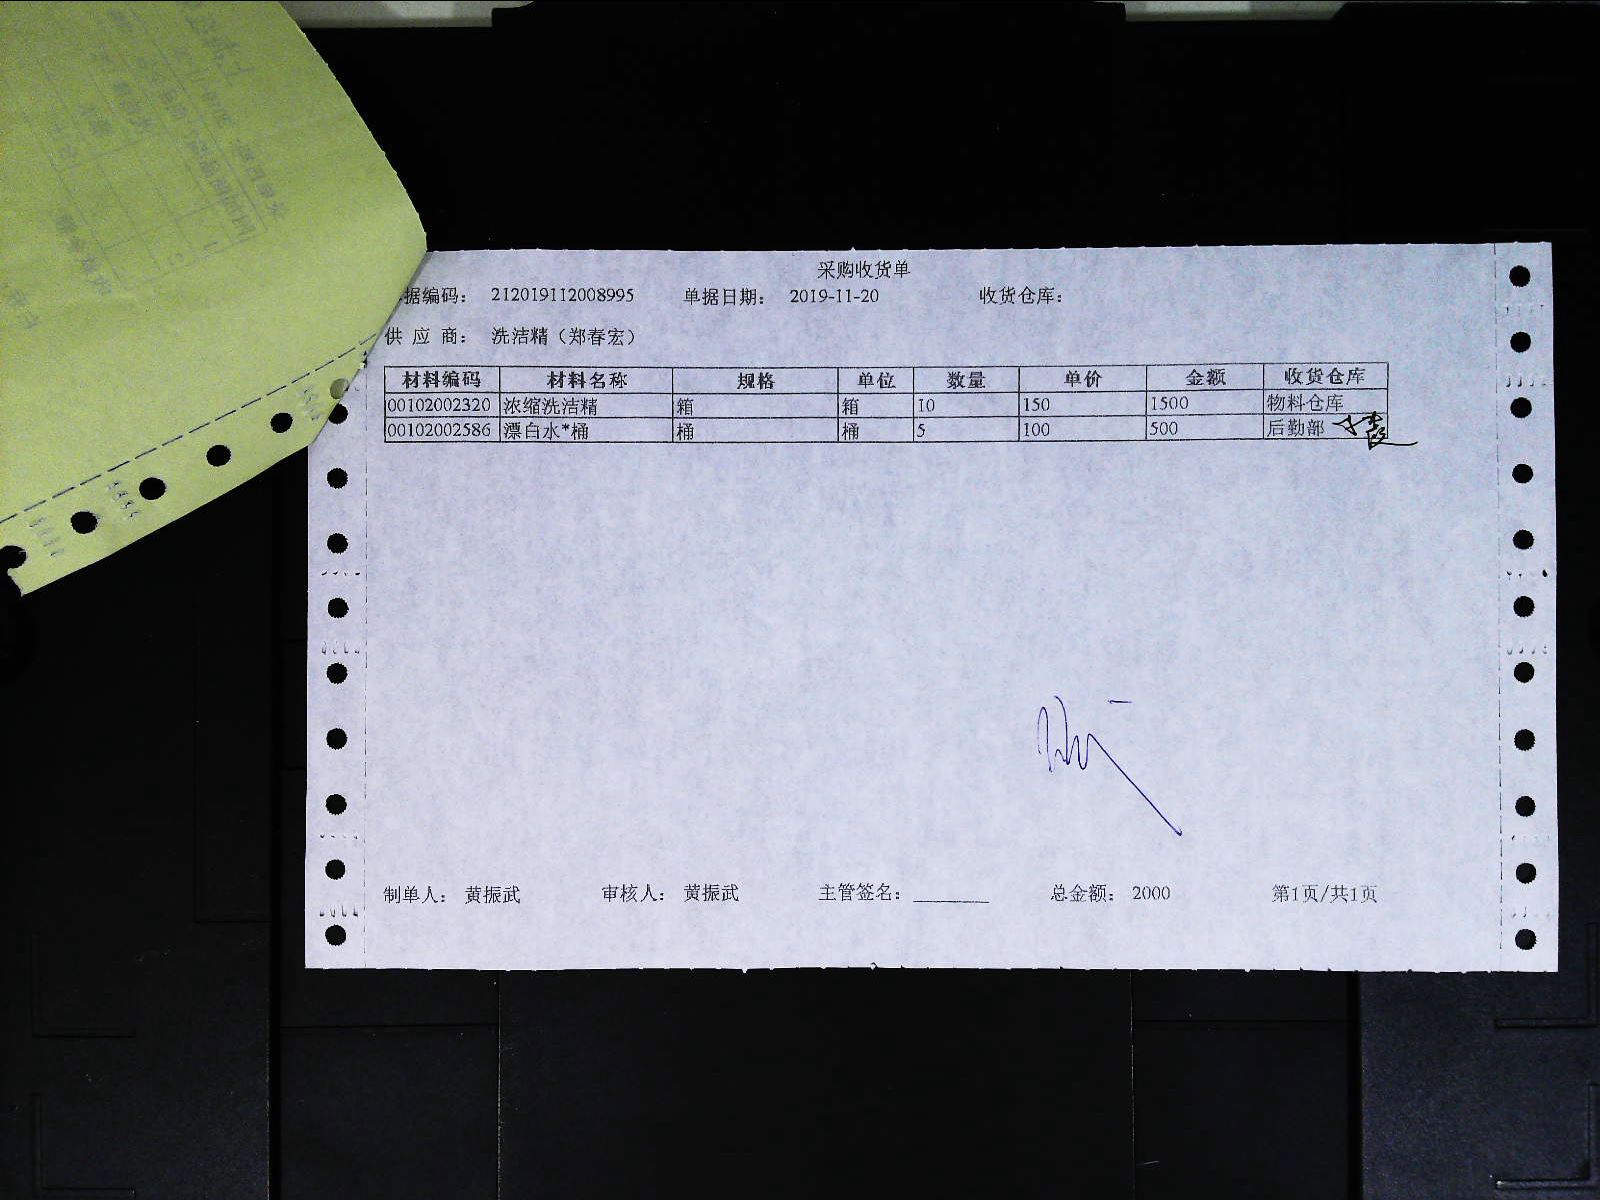 采购收货单
据编码： 212019112008995 单据日期： 2019-11-20 收货仓库：
供 应 商： 洗洁精（郑春宏）
材料编码 材料名称 规格 单位 数量 单价 金额 收货仓库
00102002320 浓缩洗洁精 箱 箱 10 150 1500 物料仓库
00102002586 漂白水*桶 桶 桶 5 100 500 后勤部
制单人： 黄振武 审核人： 黄振武 主管签名：________ 总金额： 2000 第1页/共1页